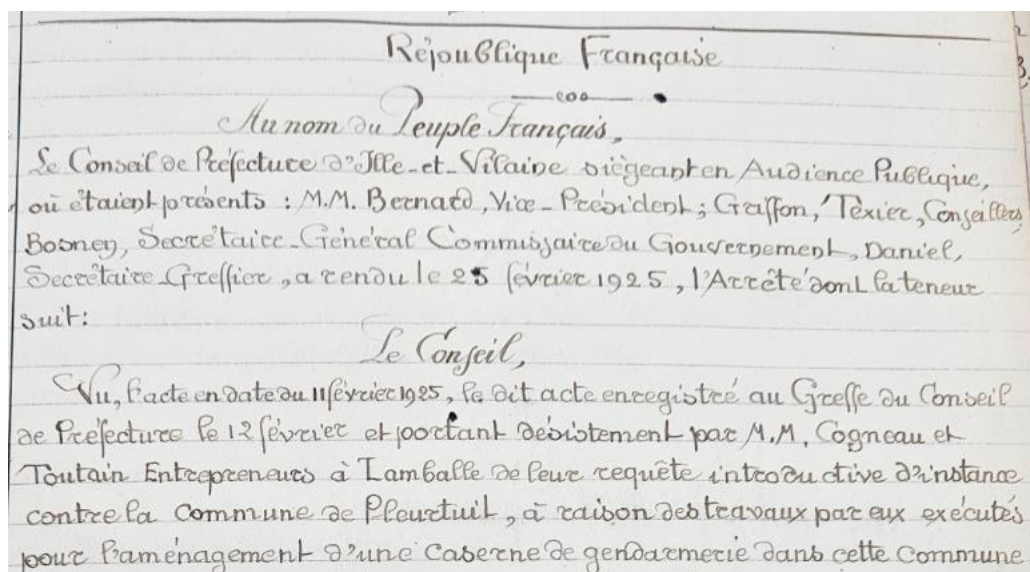 République Française
Au nom du Peuple Français,
Le Conseil de Préfecture d'Ille-et-Vilaine siégeant en Audience Publique,
où étaient présents : M.M. Bernard, Vice-Président ; Graffon, Texier, Conseillers,
Bosney, Secrétaire-Général Commissaire du Gouvernement, Daniel,
Secrétaire-Greffier, a rendu le 25 février 1925, l'Arrêté dont la teneur
suit :
Le Conseil,
Vu, l'acte en date du 11 février 1925, le dit acte enregistré au Greffe du Conseil
de Préfecture le 12 février et portant désistement par M.M. Cogneau et
Toutain Entrepreneurs à Lamballe de leur requête introductive d'instance
contre la Commune de Pleurtuit, à raison des travaux par eux exécutés
pour l'aménagement d'une Caserne de gendarmerie dans cette Commune